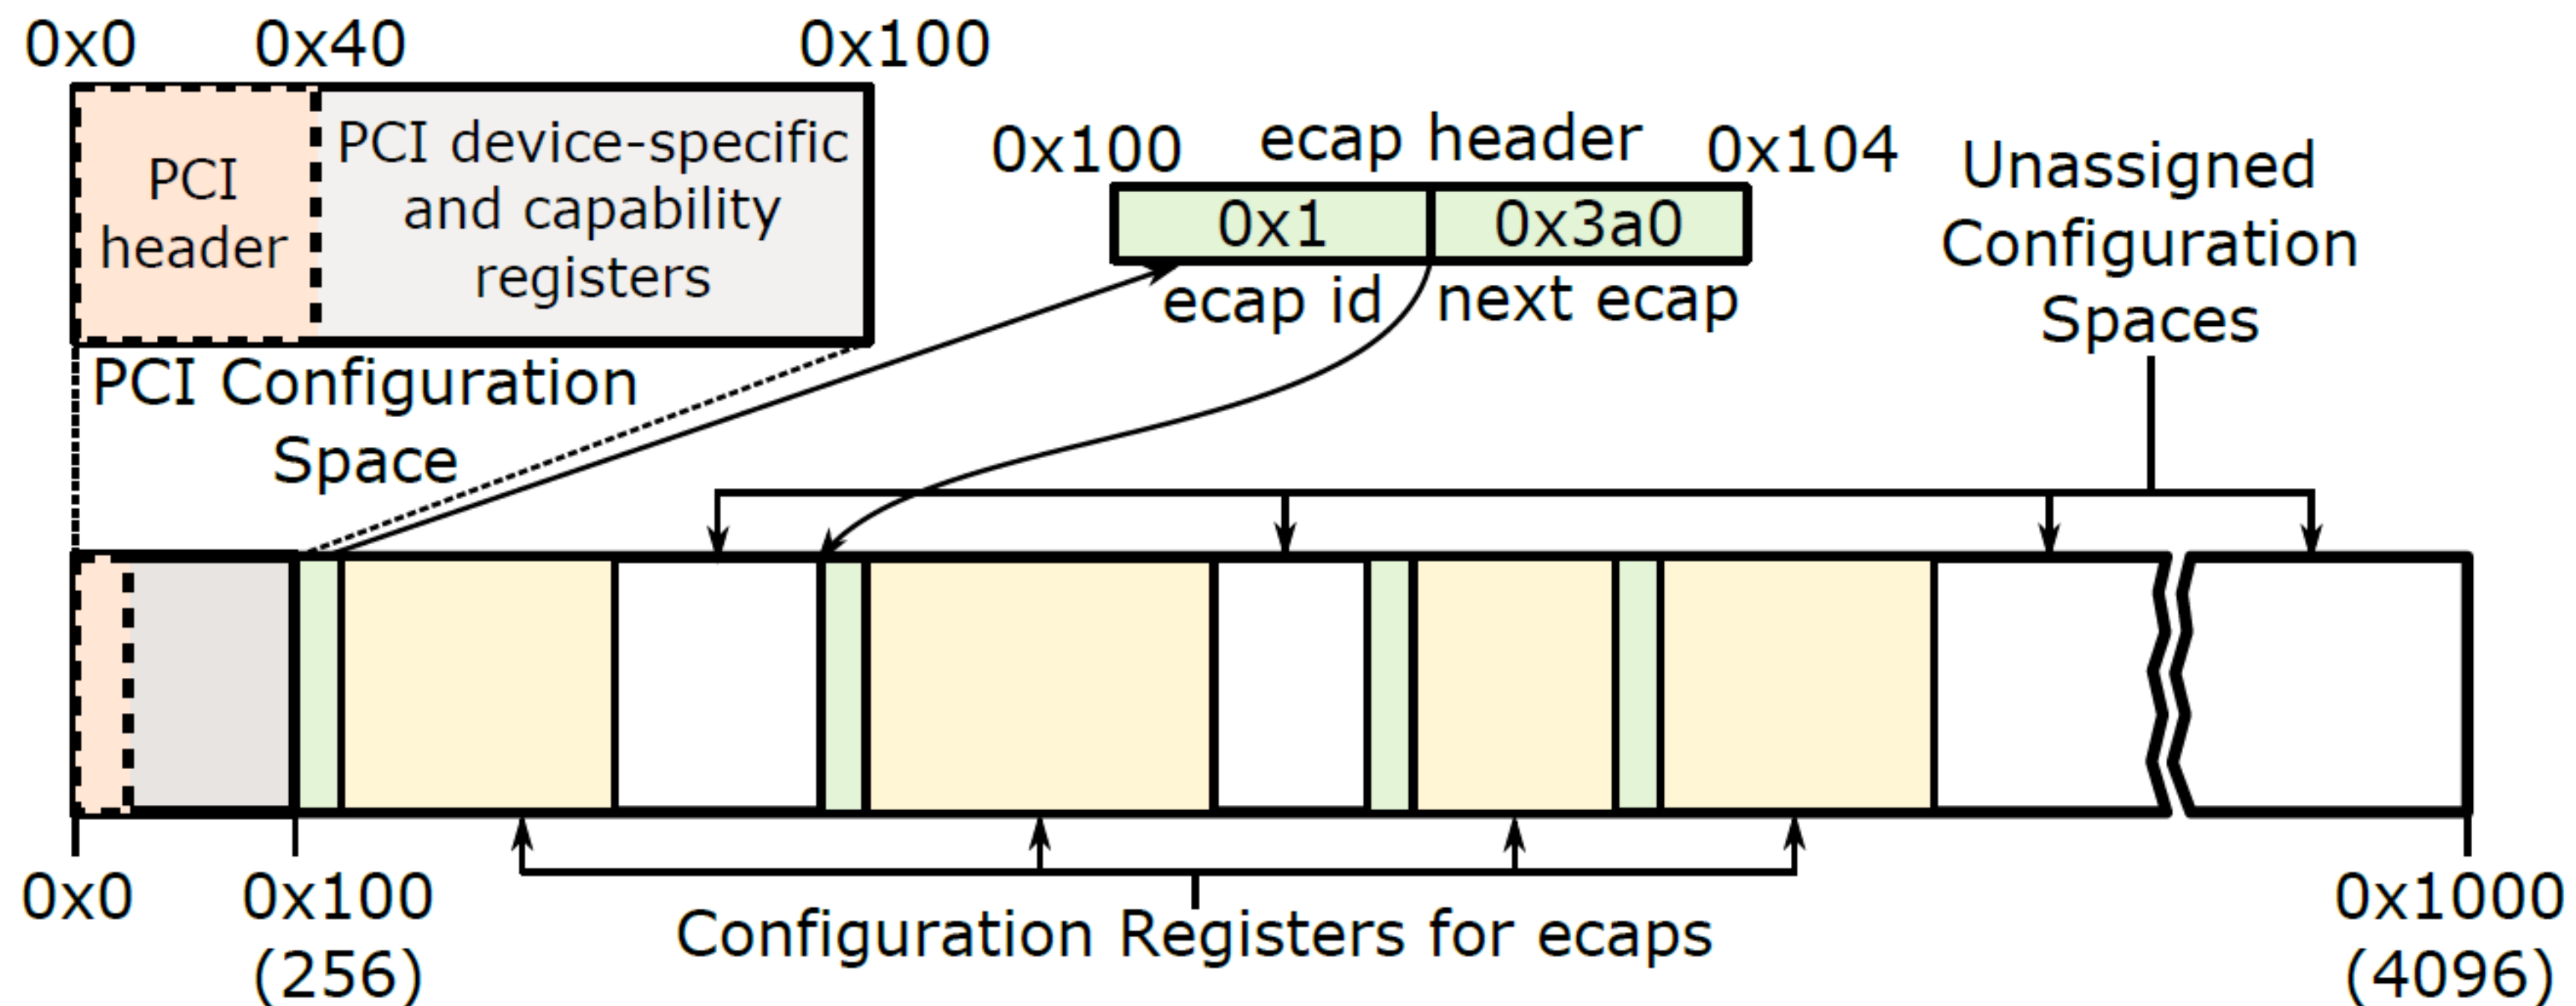 0x0 0x40 0x100
PCI
header
PCI device-specific
and capability
registers
PCI Configuration
Space
0x100 ecap header 0x104
0x1 0x3a0
ecap id next ecap
Unassigned
Configuration
Spaces
0x0 0x100 0x1000
(256) (4096)
Configuration Registers for ecaps